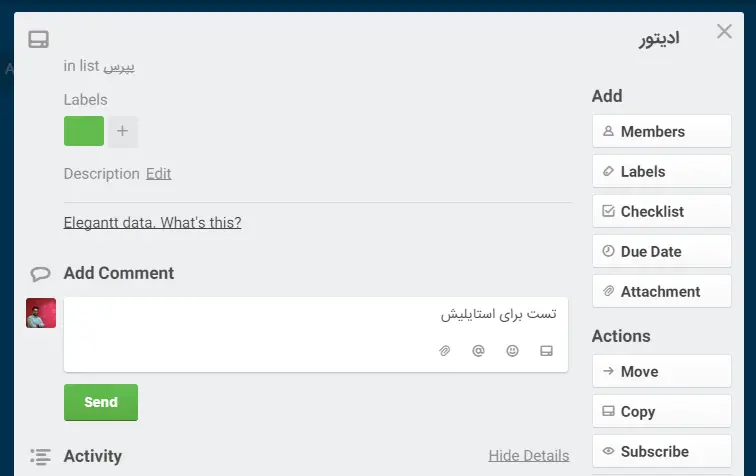 ادیتور
in list بپرس
Labels
+
Description Edit
Elegantt data. What's this?
Add Comment
تست برای استایلیش
Send
Activity
Hide Details
Add
Members
Labels
Checklist
Due Date
Attachment
Actions
Move
Copy
Subscribe